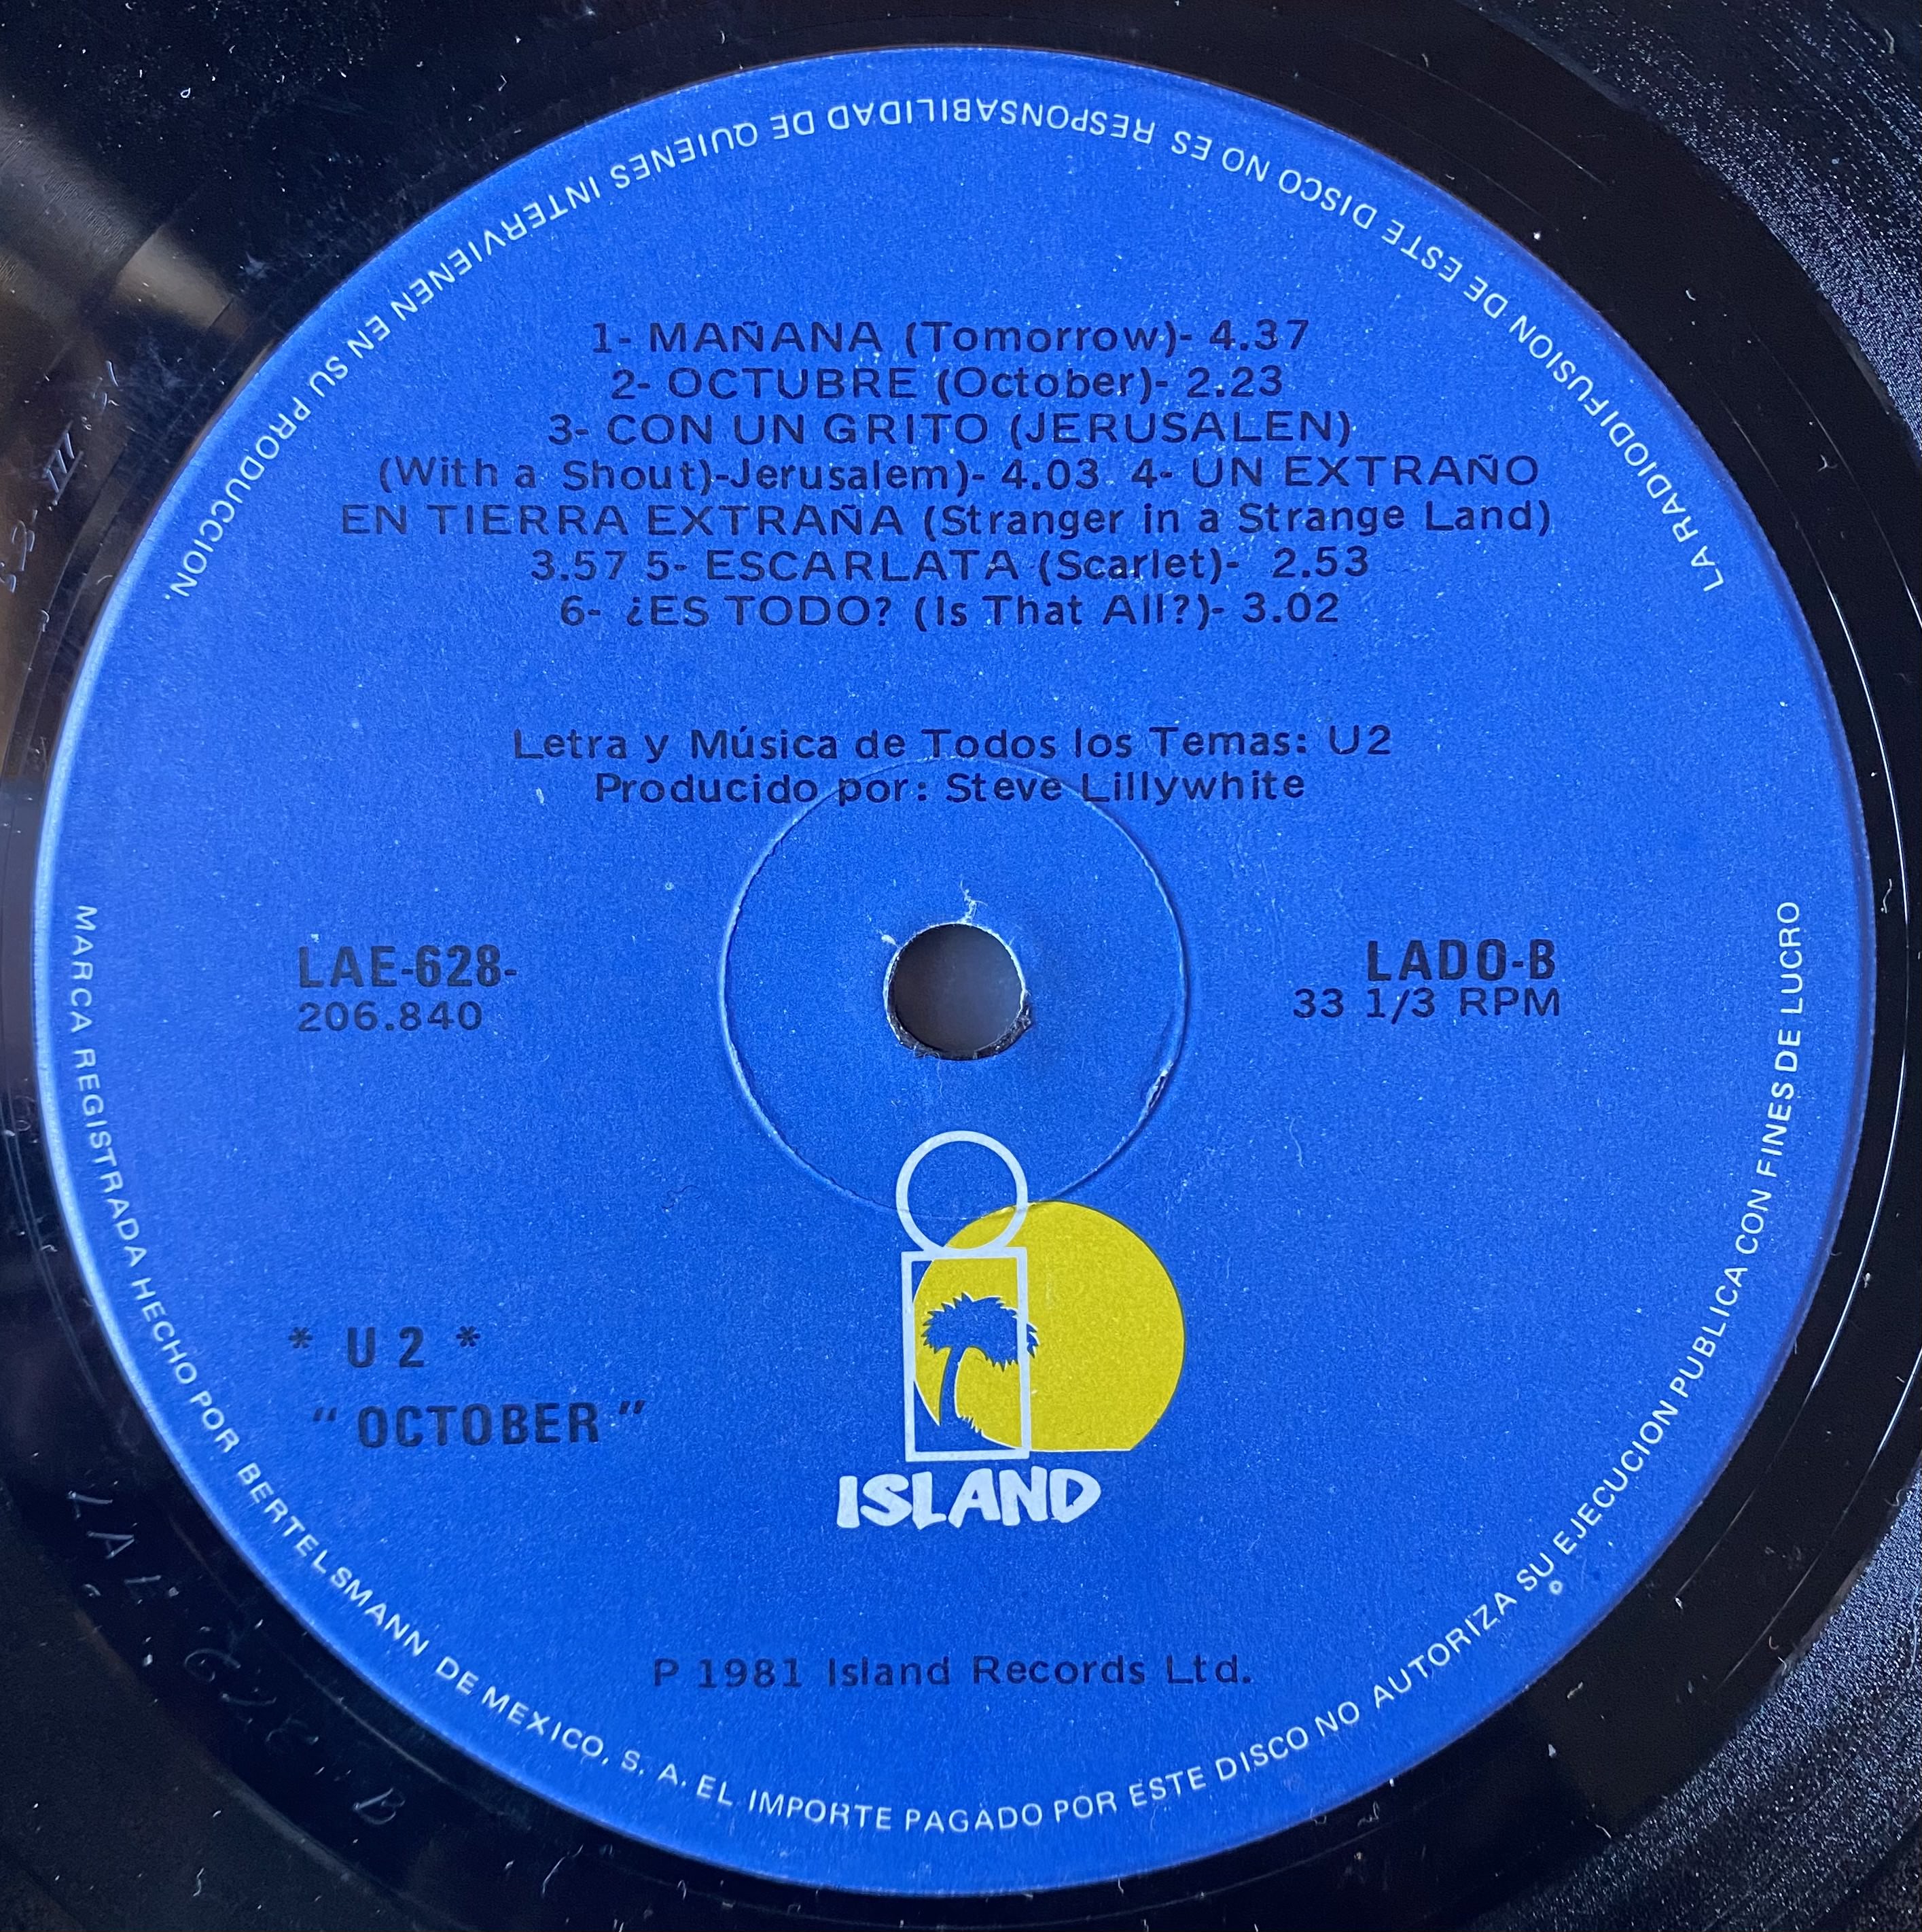 1- MAÑANA (Tomorrow)- 4.37
2- OCTUBRE (October)- 2.23
3- CON UN GRITO (JERUSALEN)
(With a Shout)-Jerusalem)- 4.03 4- UN EXTRAÑO
EN TIERRA EXTRAÑA (Stranger in a Strange Land)
3.57 5- ESCARLATA (Scarlet)- 2.53
6- ¿ES TODO? (Is That All?)- 3.02
Letra y Música de Todos los Temas: U2
Producido por: Steve Lillywhite
LAE-628-
206.840
LADO-B
33 1/3 RPM
* U 2 *
“OCTOBER”
ISLAND
P 1981 Island Records Ltd.
MARCA REGISTRADA HECHO POR BERTELSMANN DE MEXICO, S. A. EL IMPORTE PAGADO POR ESTE DISCO NO AUTORIZA SU EJECUCION PUBLICA CON FINES DE LUCRO
LA RADIODIFUSION DE ESTE DISCO NO ES RESPONSABILIDAD DE QUIENES INTERVIENEN EN SU PRODUCCION.